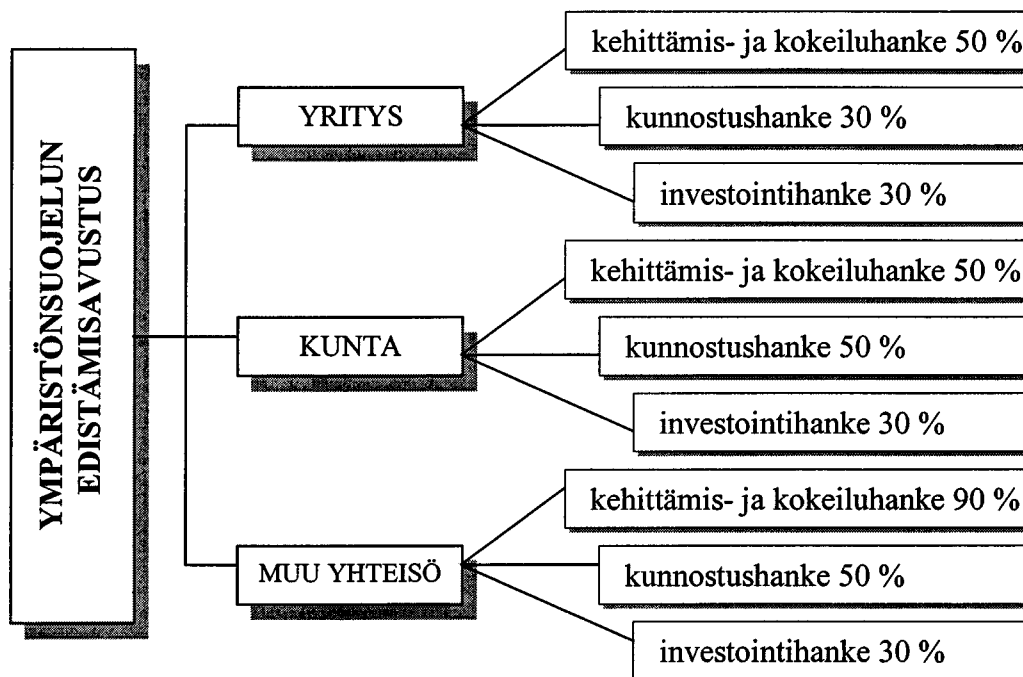 YMPÄRISTÖNSUOJELUN
EDISTÄMISAVUSTUS
YRITYS
kehittämis- ja kokeiluhanke 50 %
kunnostushanke 30 %
investointihanke 30 %
KUNTA
kehittämis- ja kokeiluhanke 50 %
kunnostushanke 50 %
investointihanke 30 %
MUU YHTEISÖ
kehittämis- ja kokeiluhanke 90 %
kunnostushanke 50 %
investointihanke 30 %